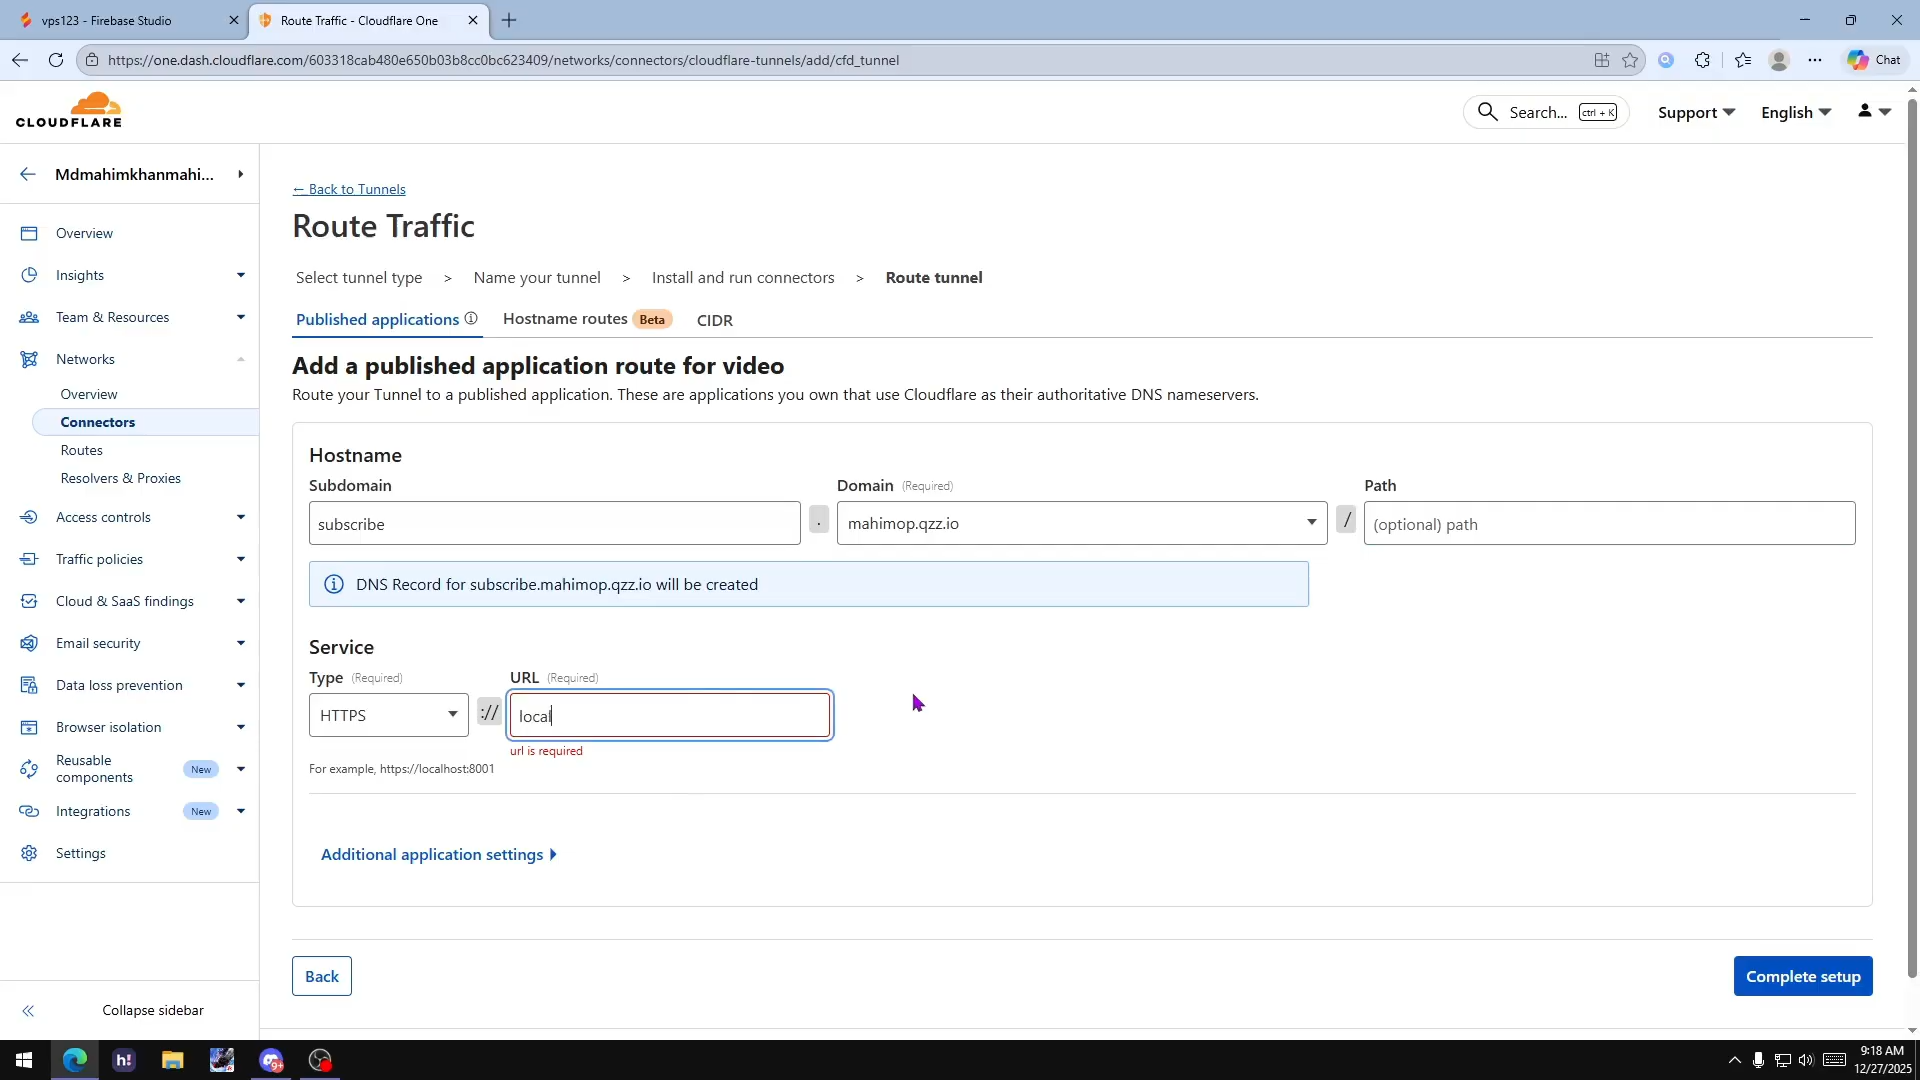 vps123 - Firebase Studio
Route Traffic - Cloudflare One
https://one.dash.cloudflare.com/603318cab480e650b03b8cc0bc623409/networks/connectors/cloudflare-tunnels/add/cfd_tunnel
Chat
CLOUDFLARE
Search... ctrl + K
Support
English
Mdmahimkhanmahi...
Overview
Insights
Team & Resources
Networks
Overview
Connectors
Routes
Resolvers & Proxies
Access controls
Traffic policies
Cloud & SaaS findings
Email security
Data loss prevention
Browser isolation
Reusable components New
Integrations New
Settings
Collapse sidebar
← Back to Tunnels
Route Traffic
Select tunnel type > Name your tunnel > Install and run connectors > Route tunnel
Published applications Hostname routes Beta CIDR
Add a published application route for video
Route your Tunnel to a published application. These are applications you own that use Cloudflare as their authoritative DNS nameservers.
Hostname
Subdomain Domain (Required) Path
subscribe . mahimop.qzz.io / (optional) path
DNS Record for subscribe.mahimop.qzz.io will be created
Service
Type (Required) URL (Required)
HTTPS :// local
url is required
For example, https://localhost:8001
Additional application settings
Back
Complete setup
h!
9+
9:18 AM
12/27/2025